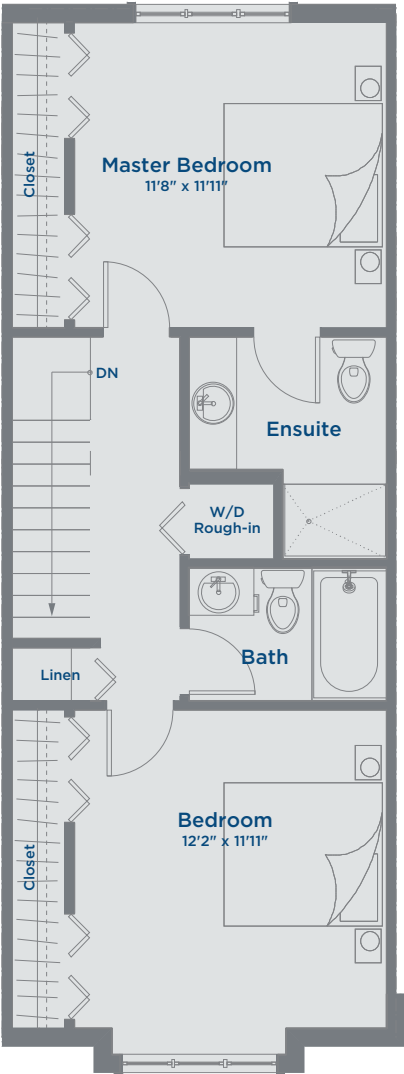 Closet
Master Bedroom
11'8" x 11'11"
DN
Ensuite
W/D
Rough-in
Bath
Linen
Bedroom
12'2" x 11'11"
Closet